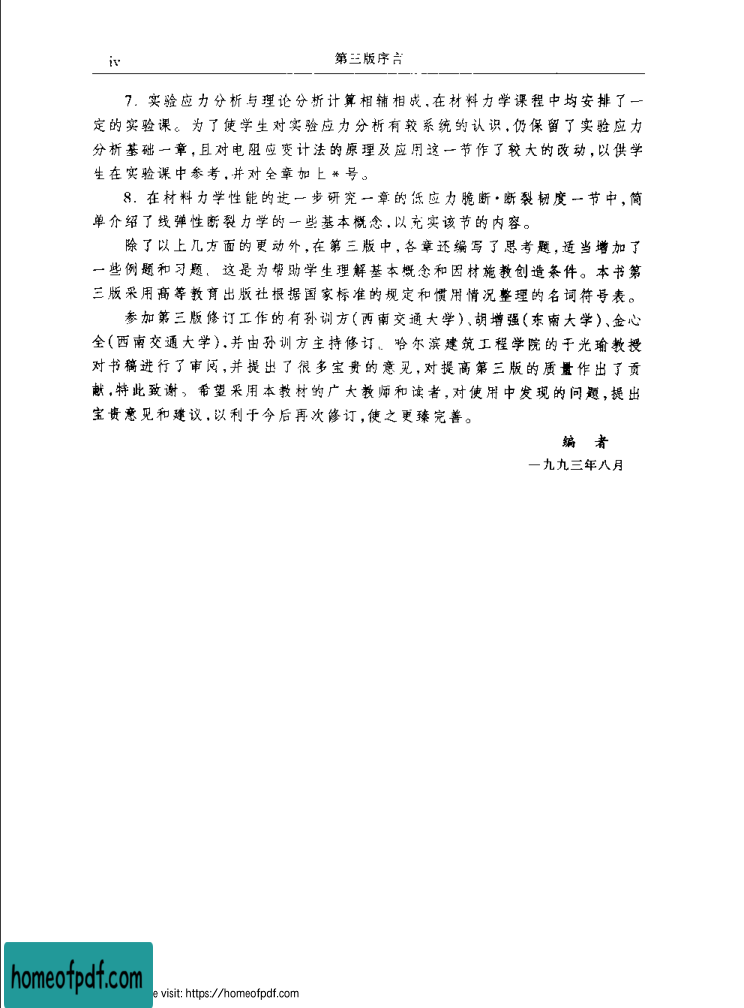 iv
第三版序言
7. 实验应力分析与理论分析计算相辅相成,在材料力学课程中均安排了一
定的实验课。为了使学生对实验应力分析有较系统的认识,仍保留了实验应力
分析基础一章,且对电阻应变计法的原理及应用这一节作了较大的改动,以供学
生在实验课中参考,并对全章加上*号。
8. 在材料力学性能的进一步研究一章的低应力脆断·断裂韧度一节中,简
单介绍了线弹性断裂力学的一些基本概念,以充实该节的内容。
除了以上几方面的更动外,在第三版中,各章还编写了思考题,适当增加了
一些例题和习题。这是为帮助学生理解基本概念和因材施教创造条件。本书第
三版采用高等教育出版社根据国家标准的规定和惯用情况整理的名词符号表。
参加第三版修订工作的有孙训方(西南交通大学)、胡增强(东南大学)、金心
全(西南交通大学),并由孙训方主持修订。哈尔滨建筑工程学院的干光瑜教授
对书稿进行了审阅,并提出了很多宝贵的意见,对提高第三版的质量作出了贡
献,特此致谢。希望采用本教材的广大教师和读者,对使用中发现的问题,提出
宝贵意见和建议,以利于今后再次修订,使之更臻完善。
编 者
一九九三年八月
homeofpdf.com
e visit: https://homeofpdf.com